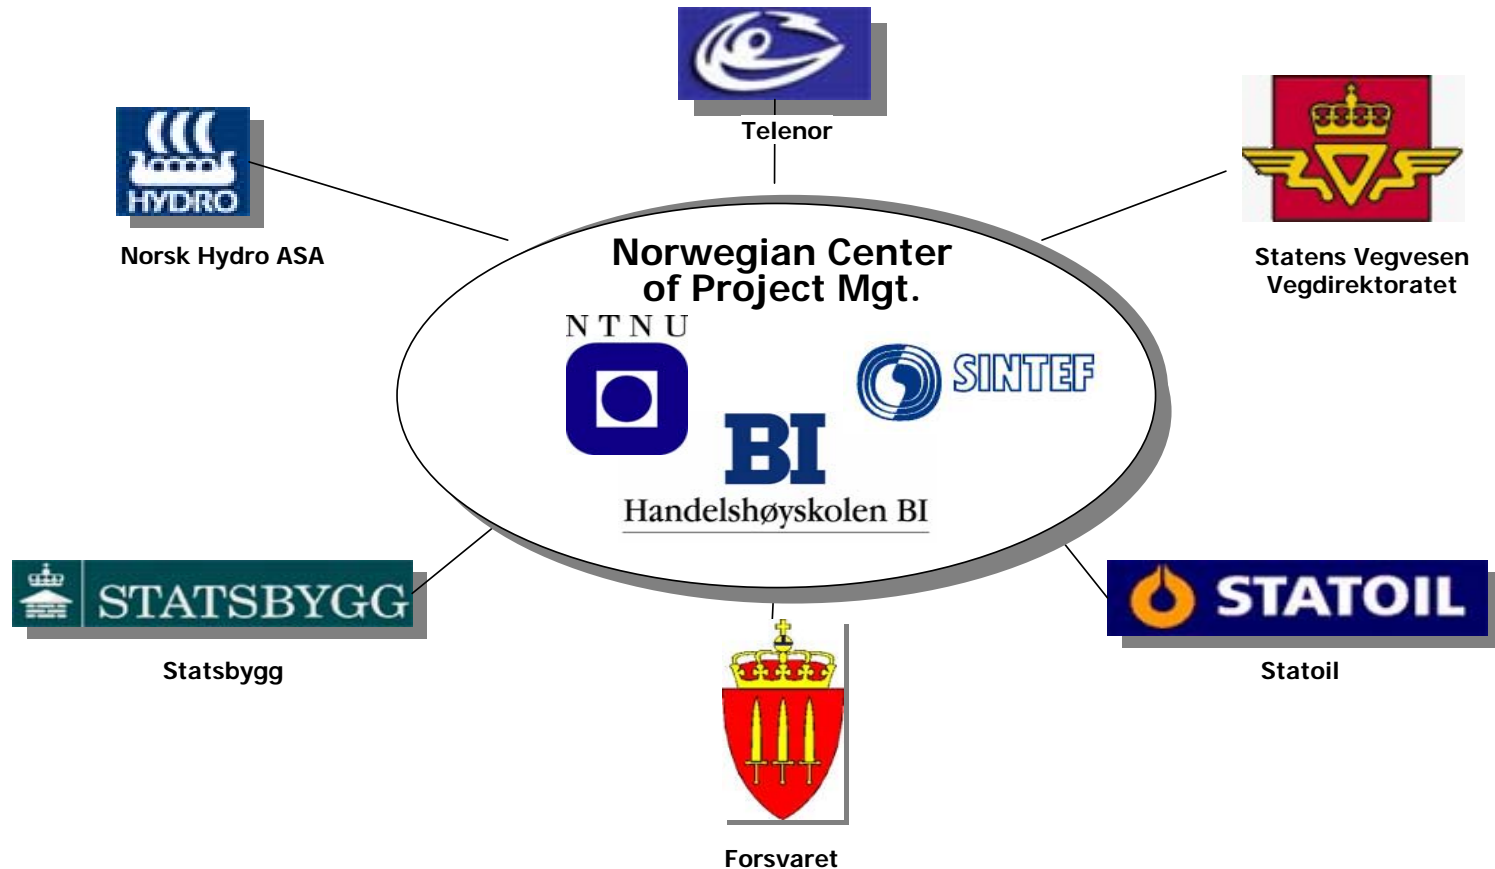 Telenor
HYDRO
Norsk Hydro ASA
Statens Vegvesen
Vegdirektoratet
Norwegian Center
of Project Mgt.
NTNU
SINTEF
BI
Handelshøyskolen BI
STATSBYGG
Statsbygg
STATOIL
Statoil
Forsvaret